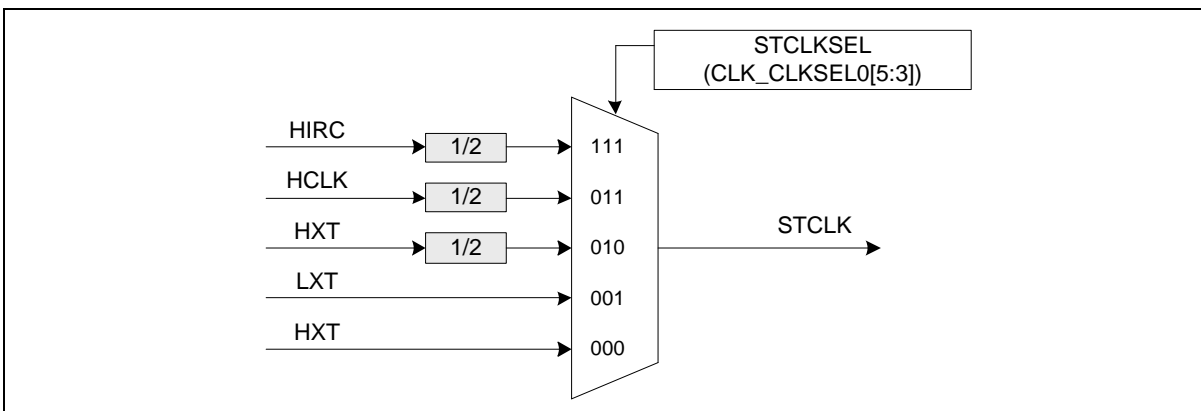 STCLKSEL
(CLK_CLKSEL0[5:3])
HIRC 1/2 111
HCLK 1/2 011
HXT 1/2 010
STCLK
LXT 001
HXT 000